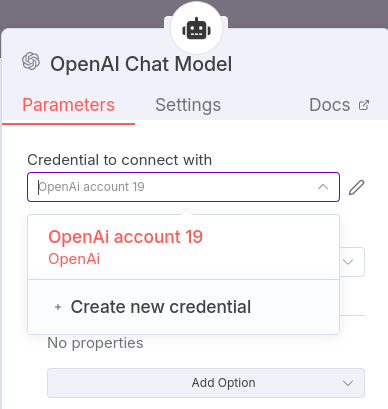 OpenAI Chat Model
Parameters Settings Docs
Credential to connect with
OpenAi account 19
OpenAi account 19
OpenAi
+ Create new credential
No properties
Add Option